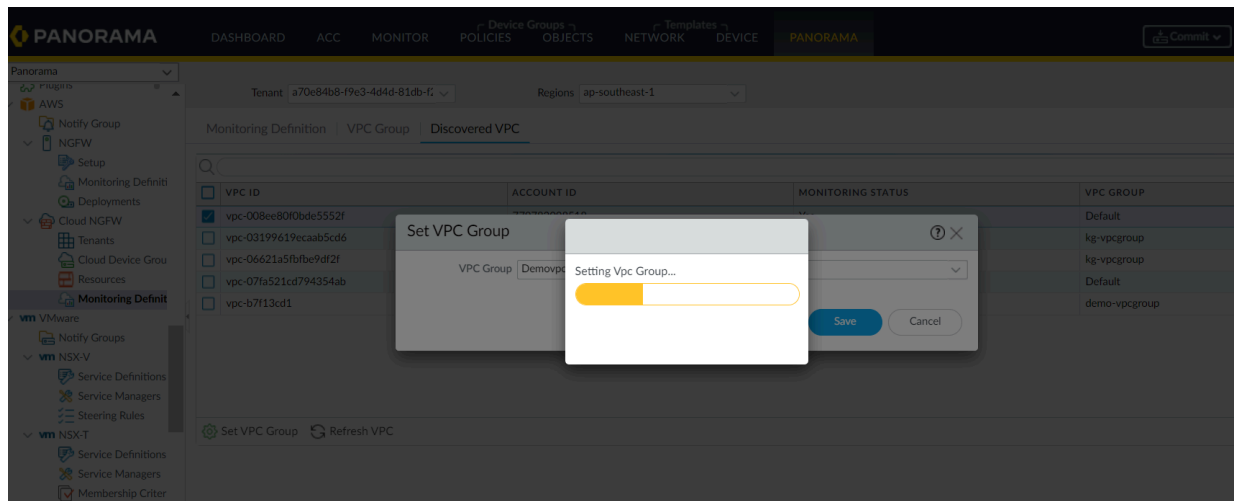 PANORAMA
Device Groups
Templates
DASHBOARD ACC MONITOR POLICIES OBJECTS NETWORK DEVICE PANORAMA
Commit
Panorama
Plugins
AWS
Notify Group
NGFW
Setup
Monitoring Definiti
Deployments
Cloud NGFW
Tenants
Cloud Device Grou
Resources
Monitoring Definit
vm VMware
Notify Groups
vm NSX-V
Service Definitions
Service Managers
Steering Rules
vm NSX-T
Service Definitions
Service Managers
Membership Criter
Tenant a70e84b8-f9e3-4d4d-81db-f2 Regions ap-southeast-1
Monitoring Definition | VPC Group | Discovered VPC
VPC ID ACCOUNT ID MONITORING STATUS VPC GROUP
vpc-008ee80f0bde5552f Default
vpc-03199619ecaab5cd6 kg-vpcgroup
vpc-06621a5fbfbe9df2f kg-vpcgroup
vpc-07fa521cd794354ab Default
vpc-b7f13cd1 demo-vpcgroup
Set VPC Group
VPC Group Demovpc
Setting Vpc Group...
Save Cancel
Set VPC Group Refresh VPC